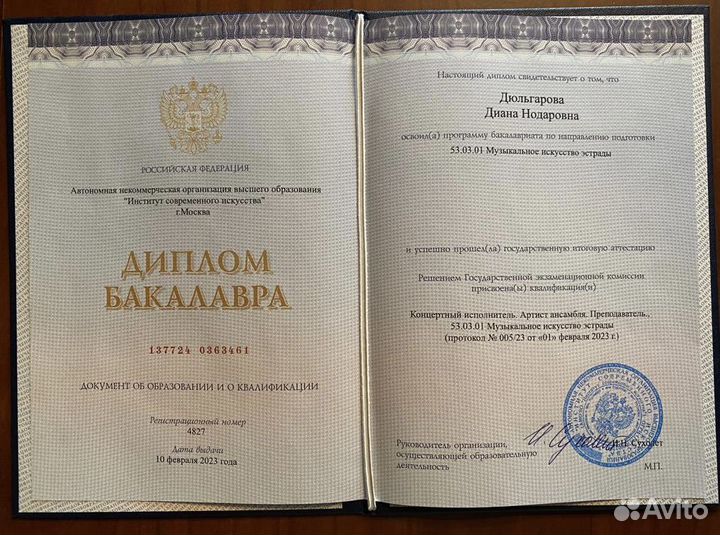 РОССИЙСКАЯ ФЕДЕРАЦИЯ
Автономная некоммерческая организация высшего образования
"Институт современного искусства"
г.Москва
ДИПЛОМ
БАКАЛАВРА
137724 0363461
ДОКУМЕНТ ОБ ОБРАЗОВАНИИ И О КВАЛИФИКАЦИИ
Регистрационный номер
4827
Дата выдачи
10 февраля 2023 года
Настоящий диплом свидетельствует о том, что
Дюльгарова
Диана Нодаровна
освоил(а) программу бакалавриата по направлению подготовки
53.03.01 Музыкальное искусство эстрады
и успешно прошел(ла) государственную итоговую аттестацию
Решением Государственной экзаменационной комиссии
присвоена(ы) квалификация(и)
Концертный исполнитель. Артист ансамбля. Преподаватель.,
53.03.01 Музыкальное искусство эстрады
(протокол № 005/23 от «01» февраля 2023 г.)
Руководитель организации,
осуществляющей образовательную
деятельность
И.Н. Сухолет
М.П.
Avito